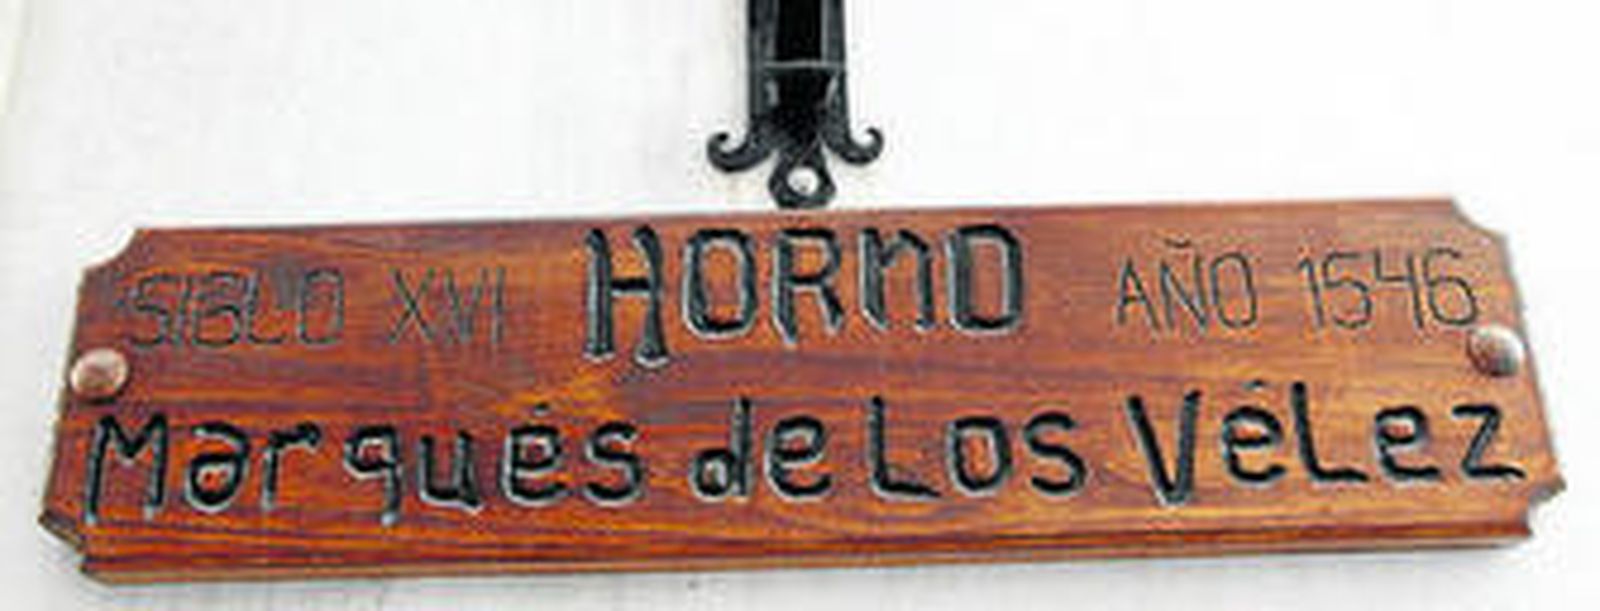 SIGLO XVI HORNO AÑO 1546
Marqués de Los Vélez